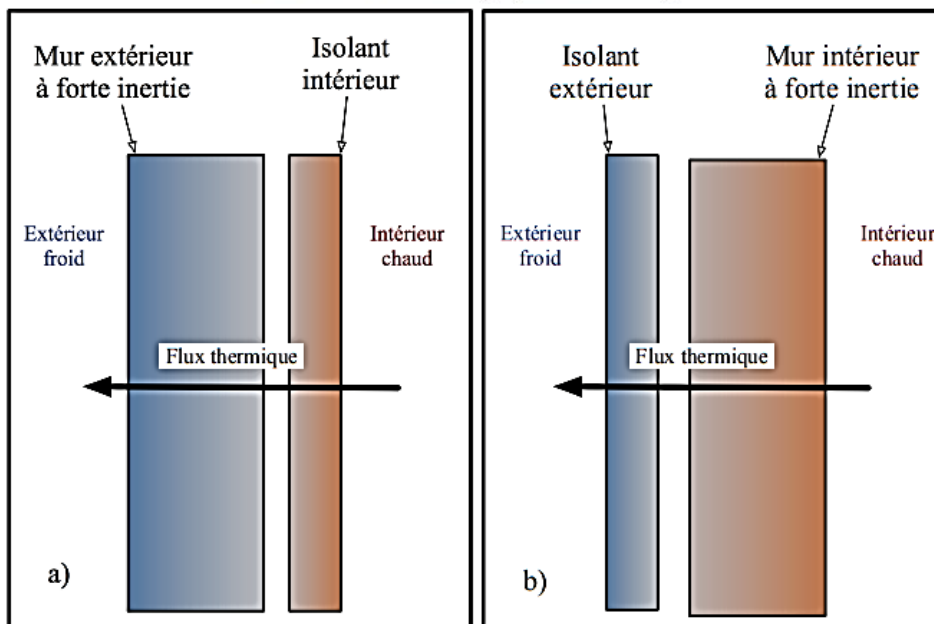 Mur extérieur
à forte inertie
Isolant
intérieur
Extérieur
froid
Intérieur
chaud
Flux thermique
a)
Isolant
extérieur
Mur intérieur
à forte inertie
Extérieur
froid
Intérieur
chaud
Flux thermique
b)